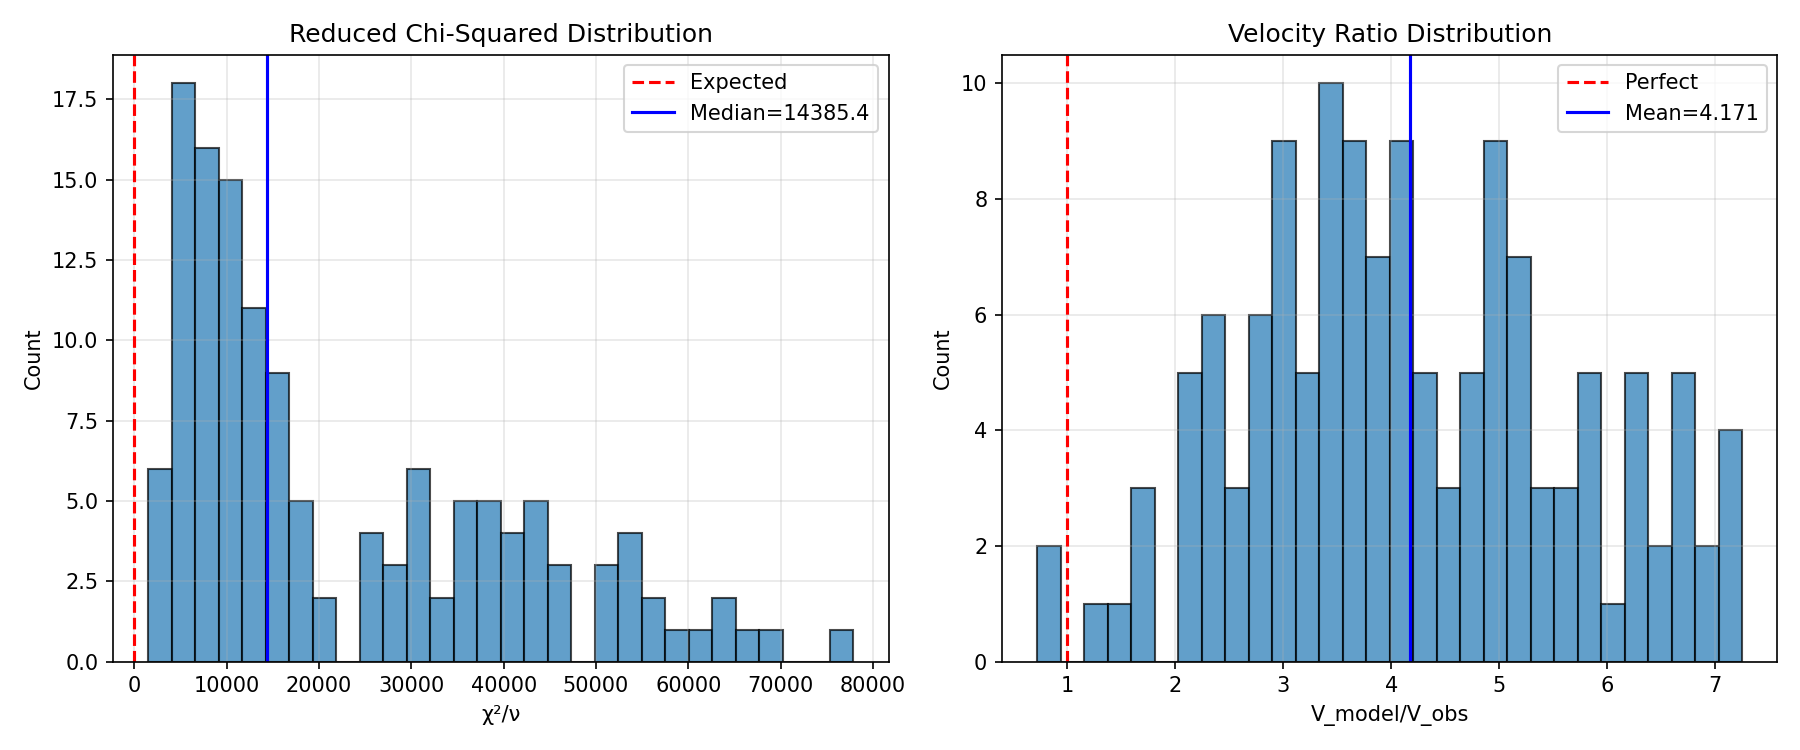 Reduced Chi-Squared Distribution
Expected
Median=14385.4
Count
17.5
15.0
12.5
10.0
7.5
5.0
2.5
0.0
0 10000 20000 30000 40000 50000 60000 70000 80000
χ²/ν
Velocity Ratio Distribution
Perfect
Mean=4.171
Count
10
8
6
4
2
0
1 2 3 4 5 6 7
V_model/V_obs